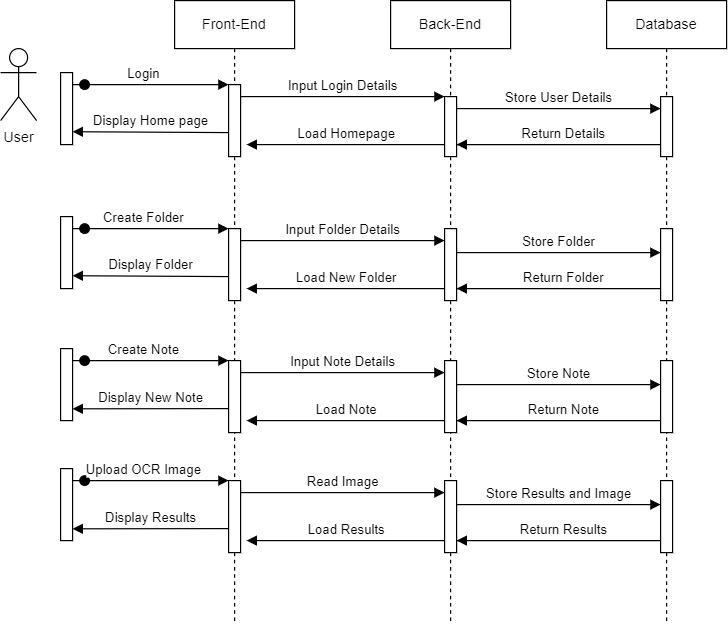 Front-End
Back-End
Database
User
Login
Input Login Details
Store User Details
Display Home page
Load Homepage
Return Details
Create Folder
Input Folder Details
Store Folder
Display Folder
Load New Folder
Return Folder
Create Note
Input Note Details
Store Note
Display New Note
Load Note
Return Note
Upload OCR Image
Read Image
Store Results and Image
Display Results
Load Results
Return Results